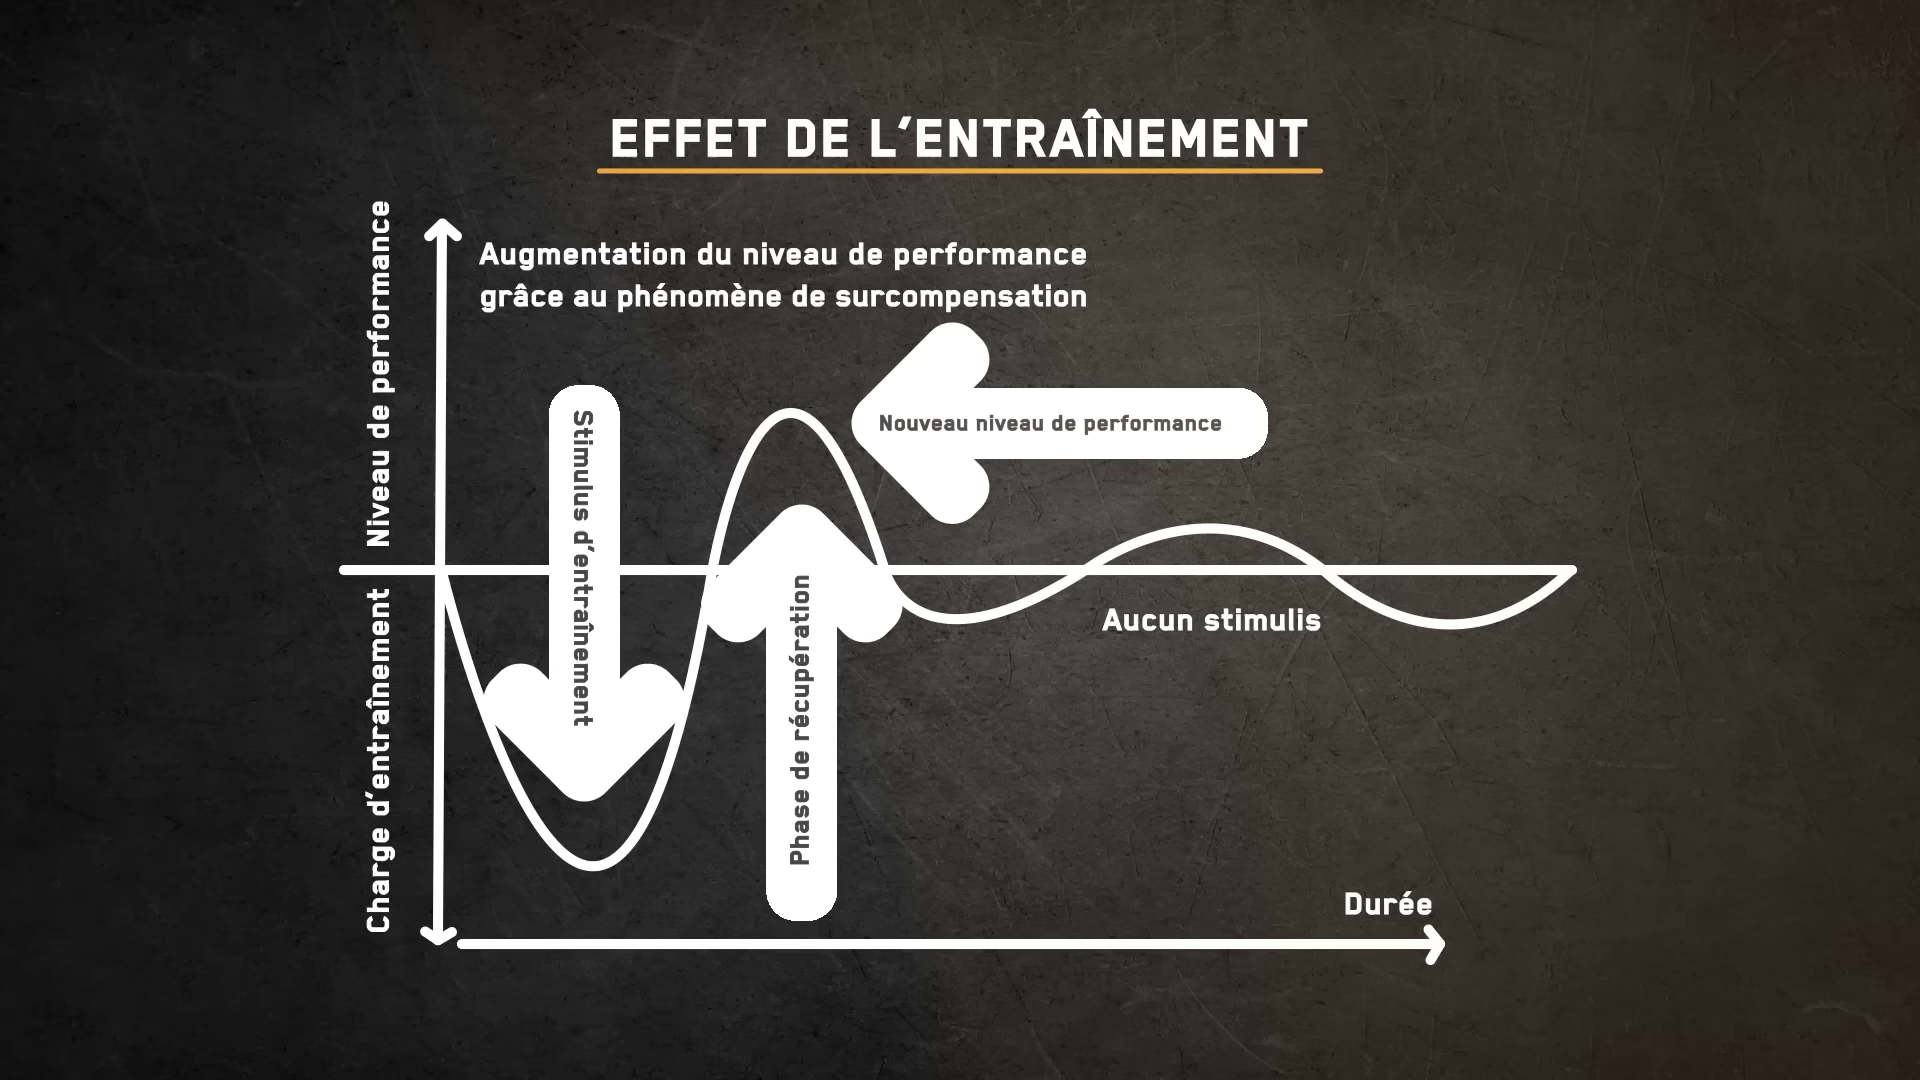 EFFET DE L'ENTRAÎNEMENT
Niveau de performance
Augmentation du niveau de performance
grâce au phénomène de surcompensation
Stimulus d'entraînement
Nouveau niveau de performance
Charge d'entraînement
Phase de récupération
Aucun stimulis
Durée